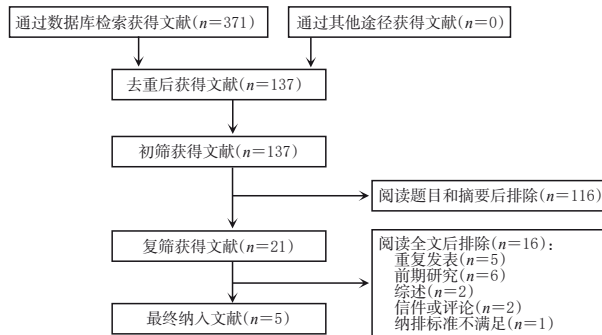 通过数据库检索获得文献(n=371)
通过其他途径获得文献(n=0)
去重后获得文献(n=137)
初筛获得文献(n=137)
阅读题目和摘要后排除(n=116)
复筛获得文献(n=21)
阅读全文后排除(n=16):
重复发表(n=5)
前期研究(n=6)
综述(n=2)
信件或评论(n=2)
纳排标准不满足(n=1)
最终纳入文献(n=5)